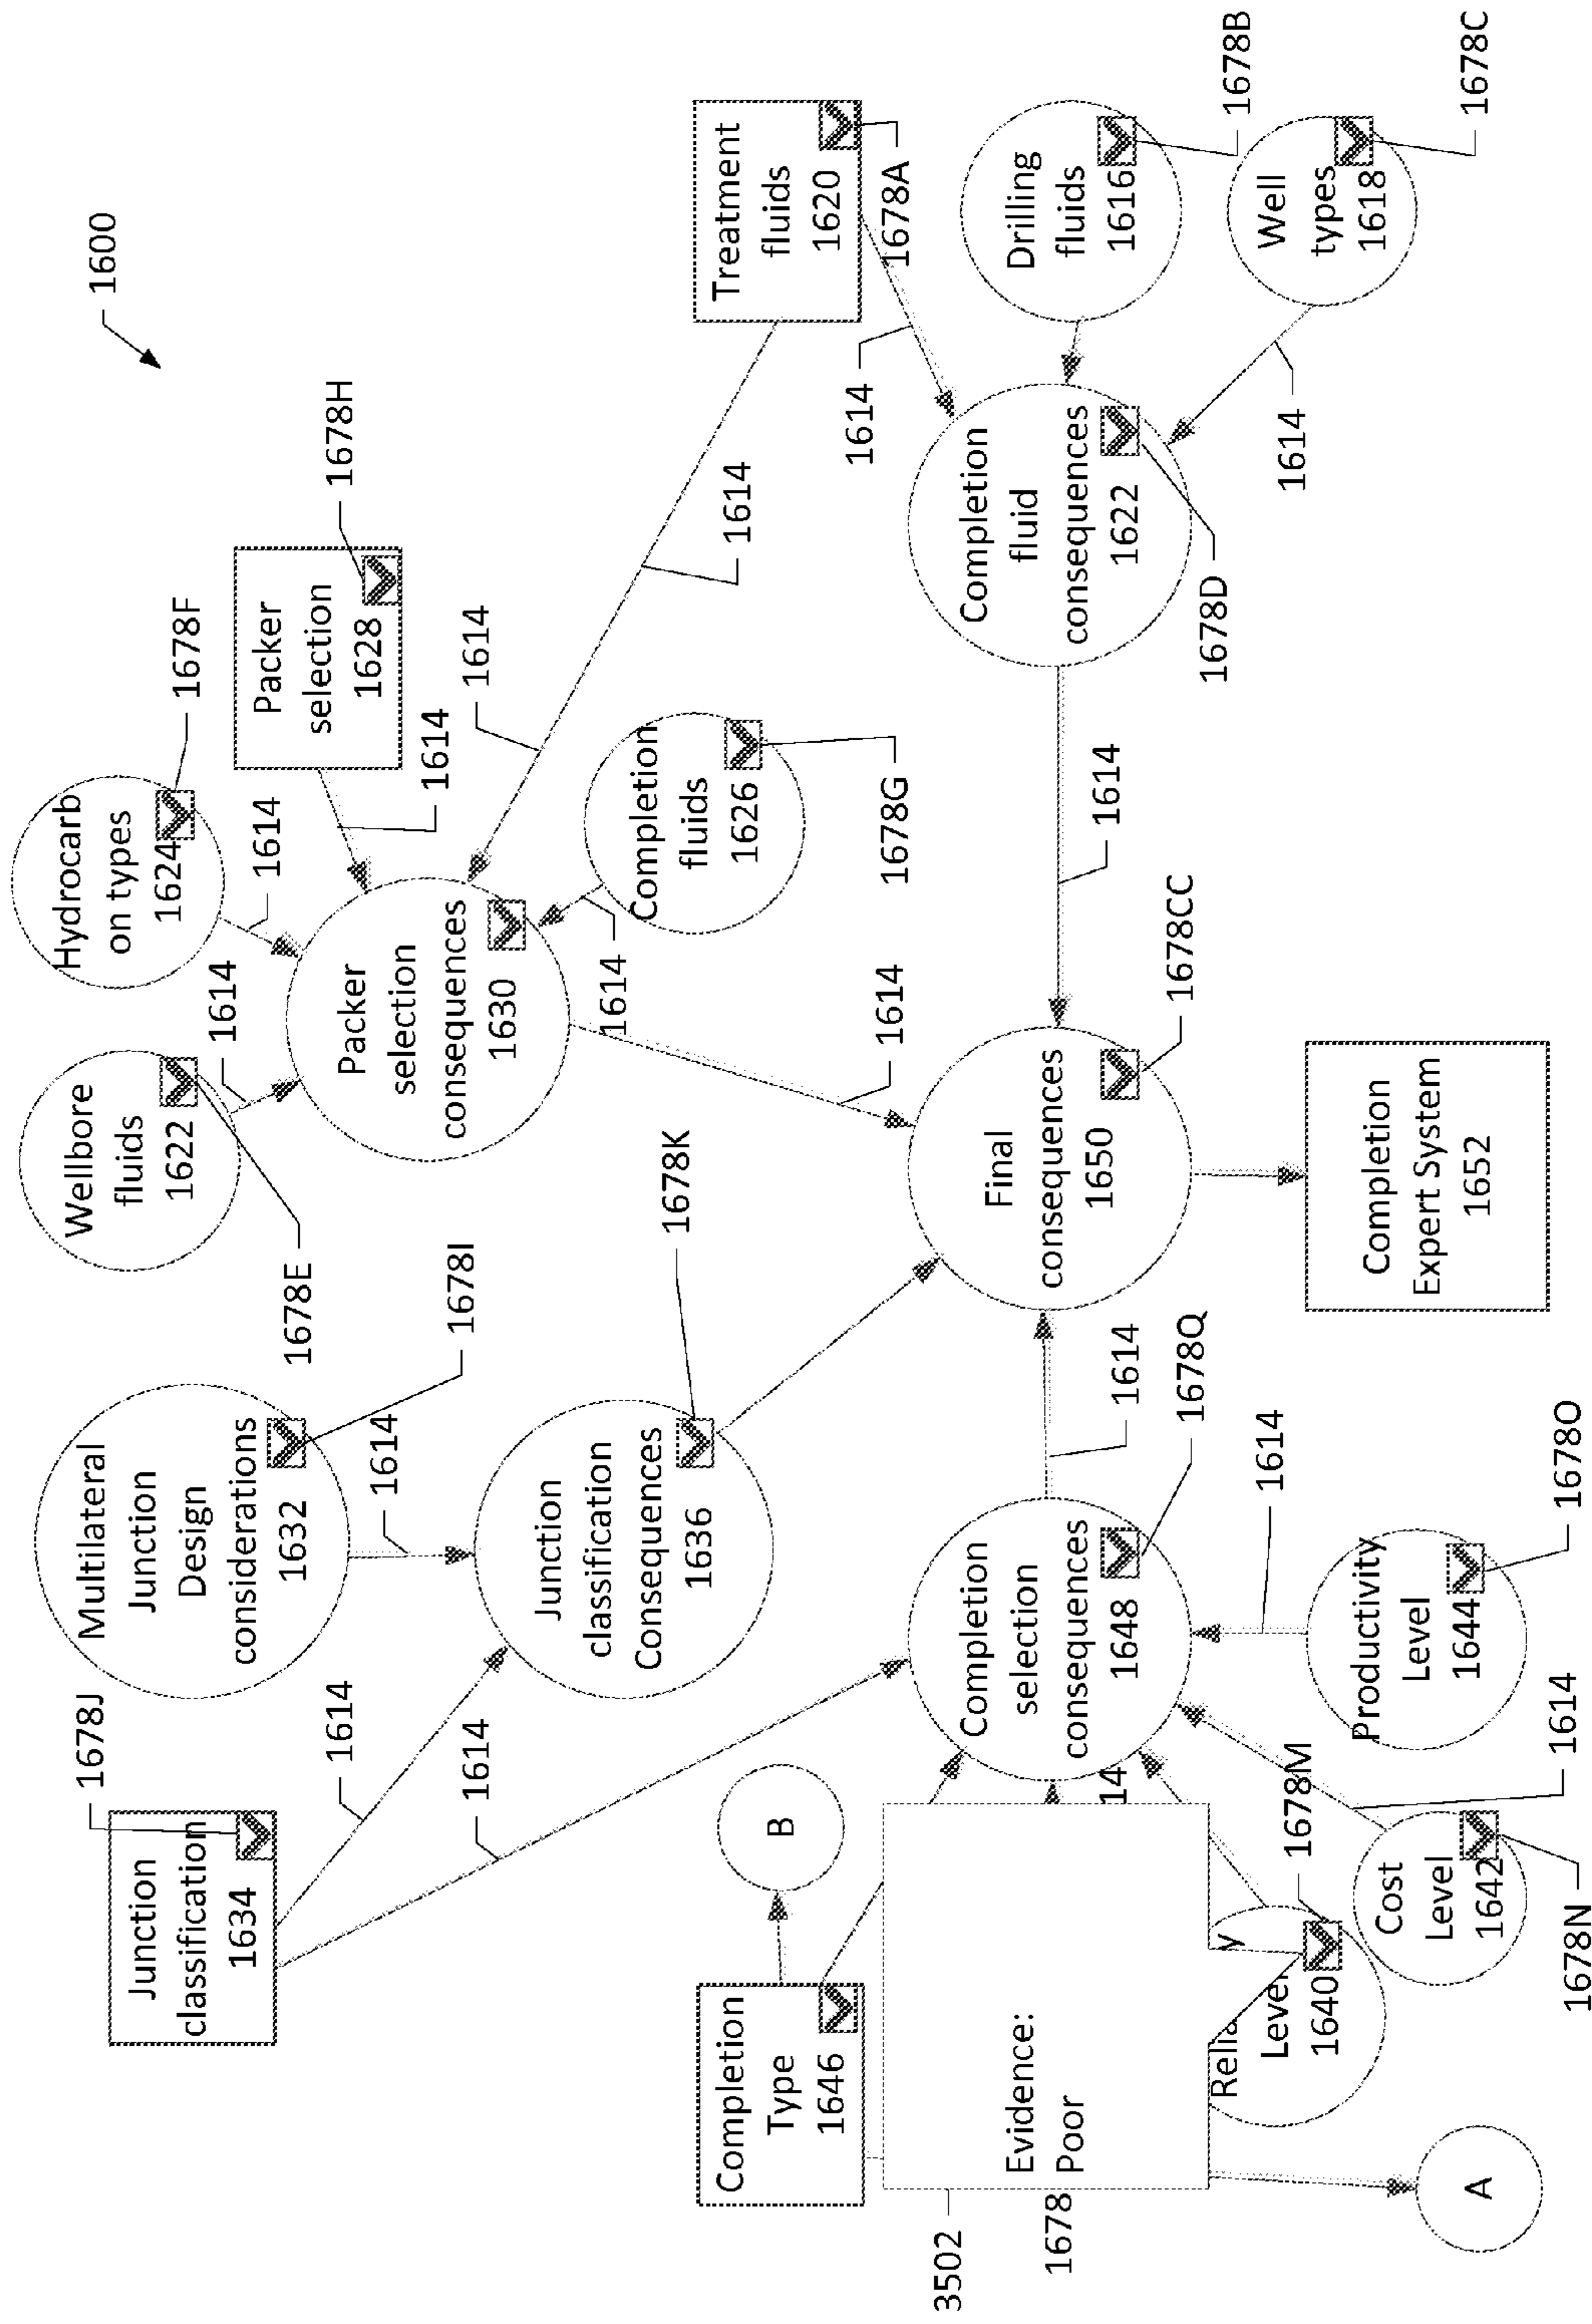 1600
Hydrocarb
on types
1624
1678F
Packer
selection
1628
1678H
Wellbore
fluids
1622
1678E
1614
1614
1614
1614
1614
Packer
selection
consequences
1630
Completion
fluids
1626
1678G
1614
Treatment
fluids
1620
1678A
1614
Drilling
fluids
1616
1678B
Well
types
1618
1678C
1614
Completion
fluid
consequences
1622
1678D
1614
1614
Multilateral
Junction
Design
considerations
1632
1678I
1614
Junction
classification
1634
1678J
1614
1614
Junction
classification
Consequences
1636
1678K
Final
consequences
1650
1678CC
Completion
Expert System
1652
1614
Completion
selection
consequences
1648
1678Q
B
Completion
Type
1646
14
Evidence:
Poor
3502
1678
Relia
y
Level
1640
1678M
Cost
Level
1642
1678N
1614
Productivity
Level
1644
1678O
1614
A